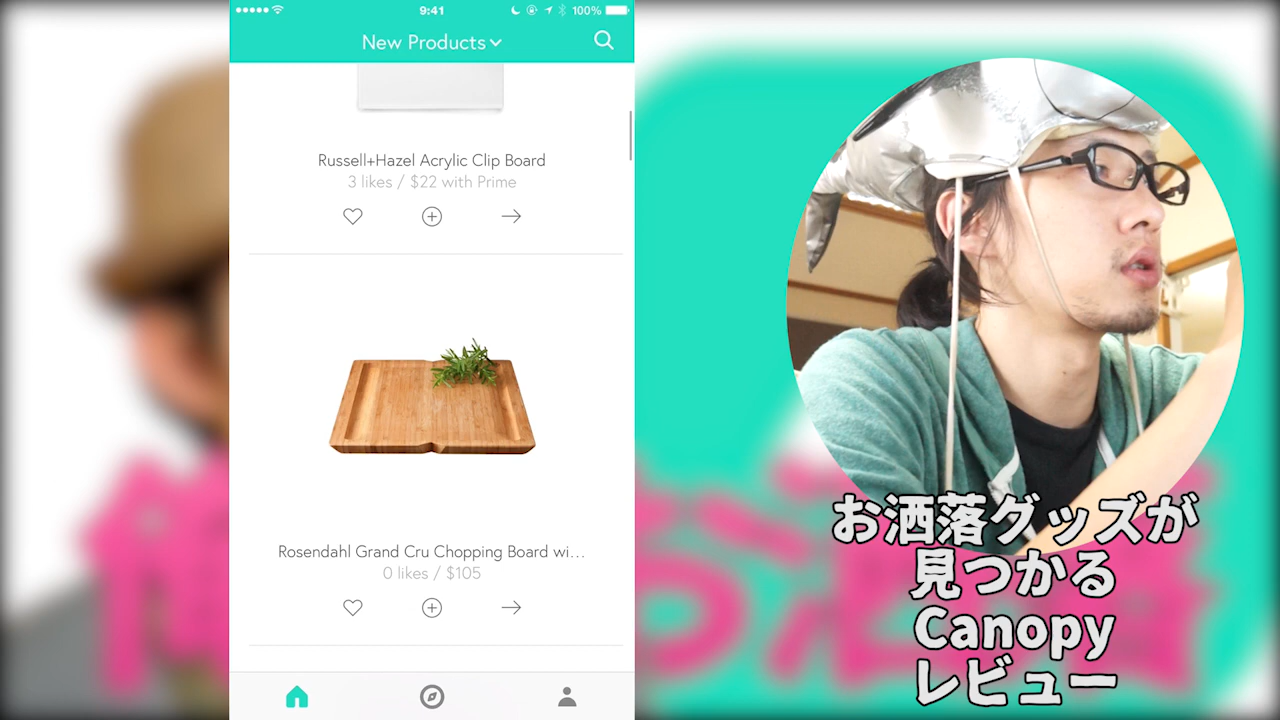 9:41
100%
New Products
Russell+Hazel Acrylic Clip Board
3 likes / $22 with Prime
Rosendahl Grand Cru Chopping Board wi...
0 likes / $105
お洒落グッズが
見つかる
Canopy
レビュー